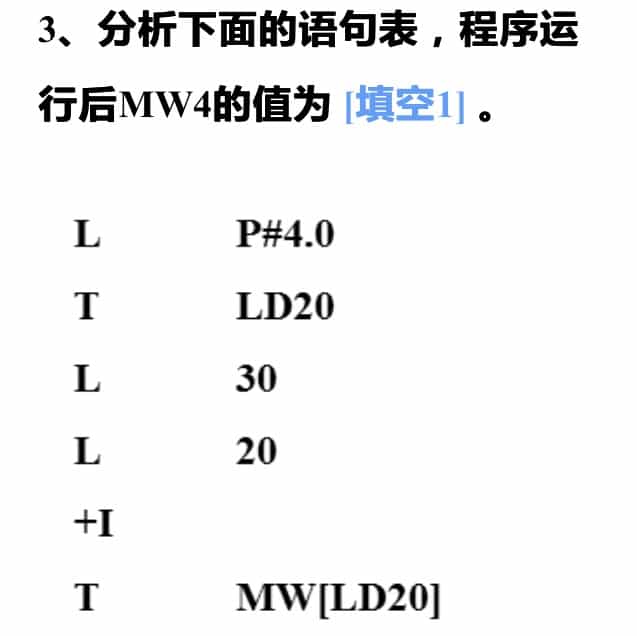 3、分析下面的语句表，程序运
行后MW4的值为 [填空1] 。
L P#4.0
T LD20
L 30
L 20
+I
T MW[LD20]